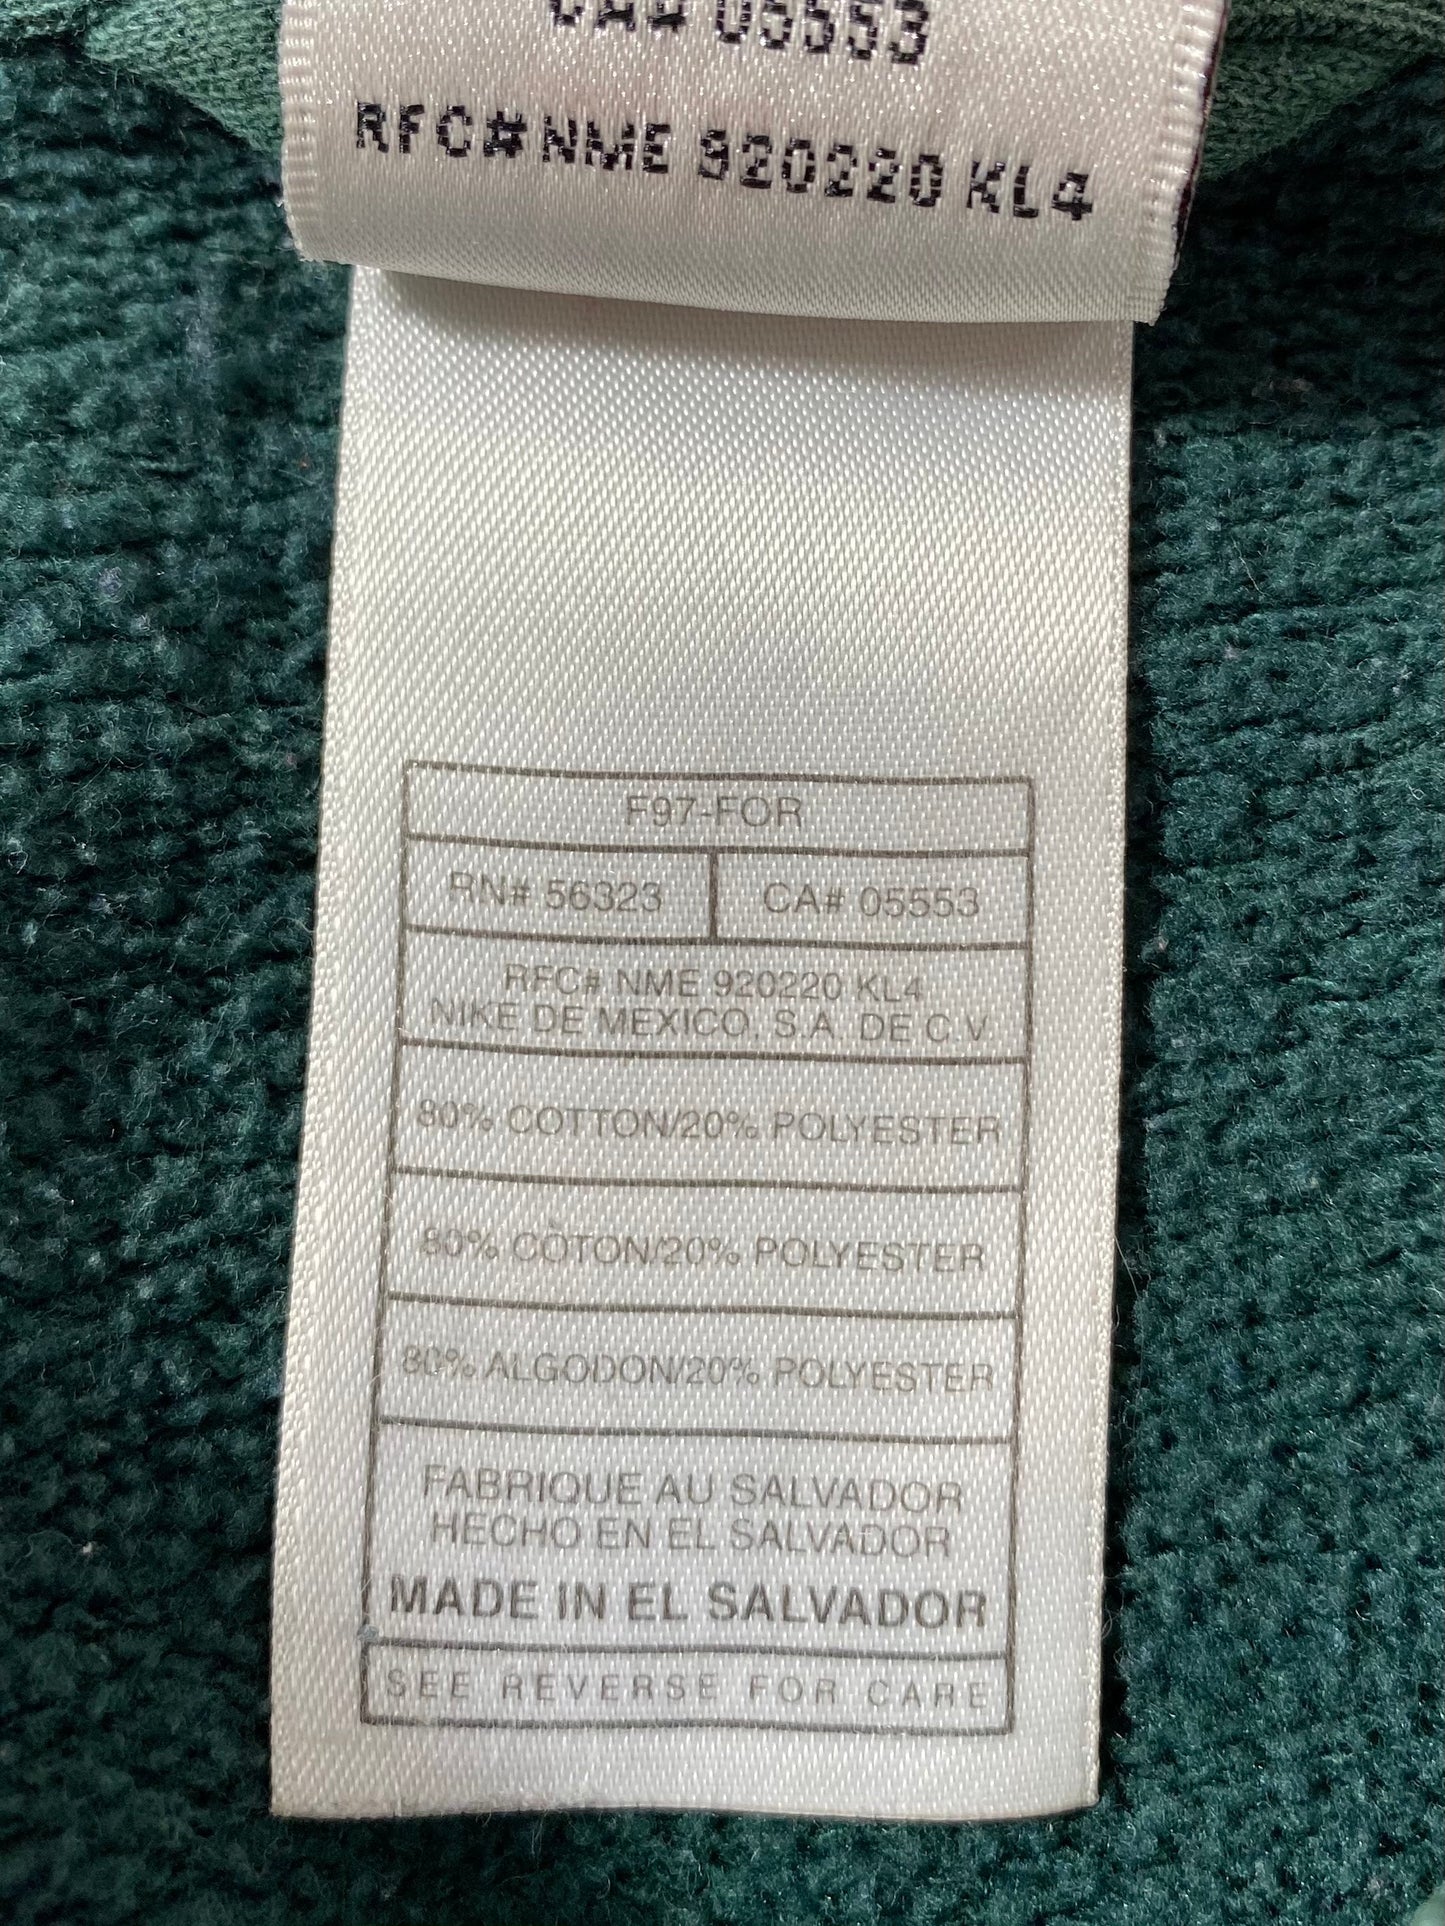 CA# 05553
RFC# NME 920220 KL4
F97-FOR
RN# 56323 CA# 05553
RFC# NME 920220 KL4
NIKE DE MEXICO, S.A. DE C.V
80% COTTON/20% POLYESTER
80% COTON/20% POLYESTER
80% ALGODON/20% POLYESTER
FABRIQUE AU SALVADOR
HECHO EN EL SALVADOR
MADE IN EL SALVADOR
SEE REVERSE FOR CARE